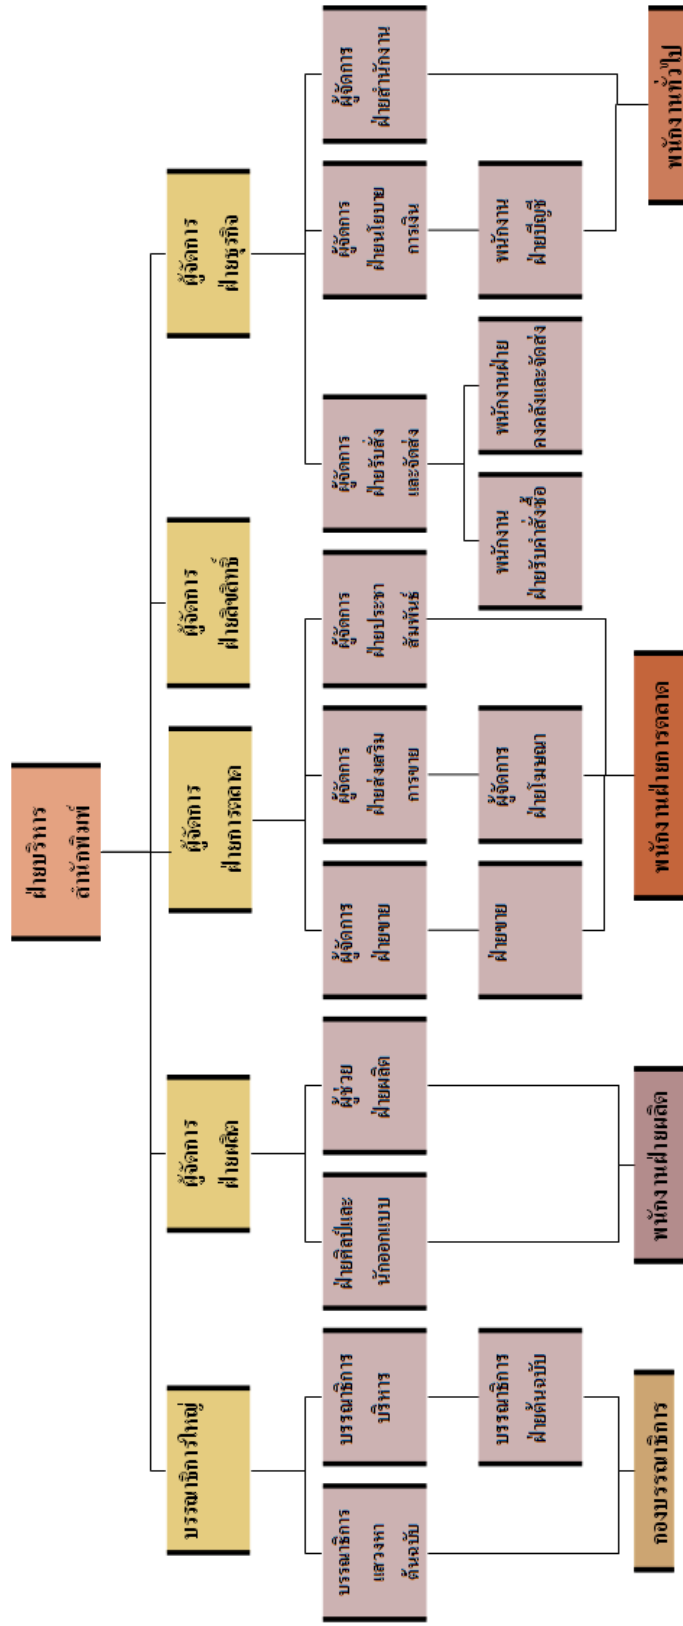 ฝ่ายบริหาร
สำนักพิมพ์
บรรณาธิการใหญ่
ผู้จัดการ
ฝ่ายผลิต
ผู้จัดการ
ฝ่ายการตลาด
ผู้จัดการ
ฝ่ายลิขสิทธิ์
ผู้จัดการ
ฝ่ายธุรกิจ
บรรณาธิการ
แสวงหา
ต้นฉบับ
บรรณาธิการ
บริหาร
ฝ่ายศิลป์และ
นักออกแบบ
ผู้ช่วย
ฝ่ายผลิต
ผู้จัดการ
ฝ่ายขาย
ผู้จัดการ
ฝ่ายส่งเสริม
การขาย
ผู้จัดการ
ฝ่ายประชา
สัมพันธ์
ผู้จัดการ
ฝ่ายรับสั่ง
และจัดส่ง
ผู้จัดการ
ฝ่ายนโยบาย
การเงิน
ผู้จัดการ
ฝ่ายสำนักงาน
บรรณาธิการ
ฝ่ายต้นฉบับ
ฝ่ายขาย
ผู้จัดการ
ฝ่ายโฆษณา
พนักงาน
ฝ่ายรับคำสั่งซื้อ
พนักงานฝ่าย
คงคลังและจัดส่ง
พนักงาน
ฝ่ายบัญชี
กองบรรณาธิการ
พนักงานฝ่ายผลิต
พนักงานฝ่ายการตลาด
พนักงานทั่วไป